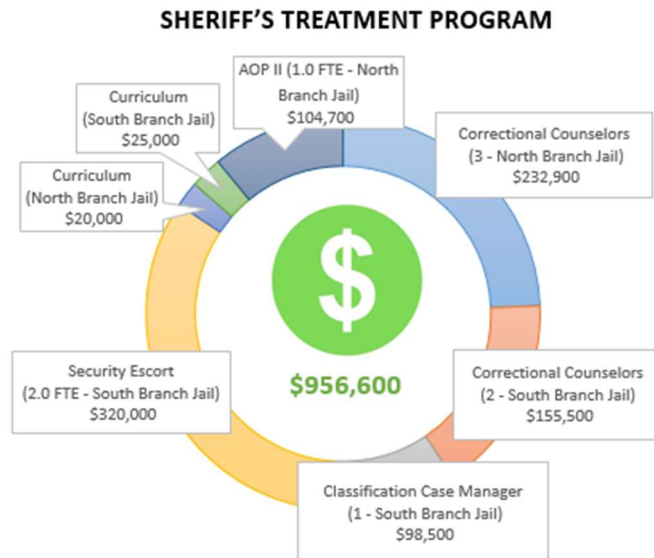 SHERIFF'S TREATMENT PROGRAM
AOP II (1.0 FTE - North
Branch Jail)
$104,700
Curriculum
(South Branch Jail)
$25,000
Curriculum
(North Branch Jail)
$20,000
Correctional Counselors
(3 - North Branch Jail)
$232,900
$
$956,600
Security Escort
(2.0 FTE - South Branch Jail)
$320,000
Correctional Counselors
(2 - South Branch Jail)
$155,500
Classification Case Manager
(1 - South Branch Jail)
$98,500